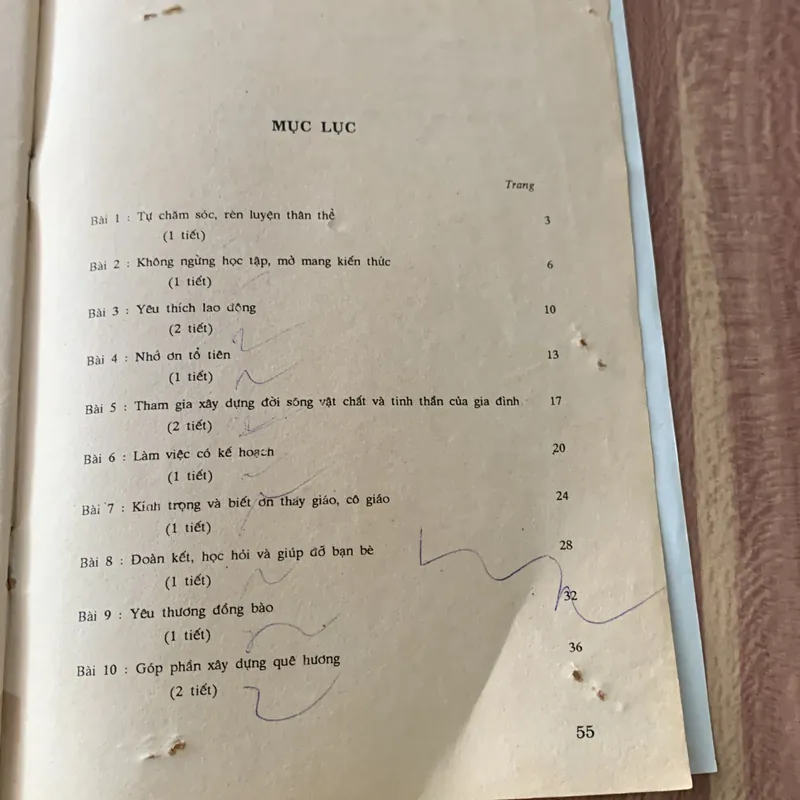 MỤC LỤC
Trang
Bài 1 : Tự chăm sóc, rèn luyện thân thể 3
(1 tiết)
Bài 2 : Không ngừng học tập, mở mang kiến thức 6
(1 tiết)
Bài 3 : Yêu thích lao động 10
(2 tiết)
Bài 4 : Nhớ ơn tổ tiên 13
(1 tiết)
Bài 5 : Tham gia xây dựng đời sống vật chất và tinh thần của gia đình 17
(2 tiết)
Bài 6 : Làm việc có kế hoạch 20
(1 tiết)
Bài 7 : Kính trọng và biết ơn thầy giáo, cô giáo 24
(1 tiết)
Bài 8 : Đoàn kết, học hỏi và giúp đỡ bạn bè 28
(1 tiết)
Bài 9 : Yêu thương đồng bào 32
(1 tiết)
Bài 10 : Góp phần xây dựng quê hương 36
(2 tiết)
55